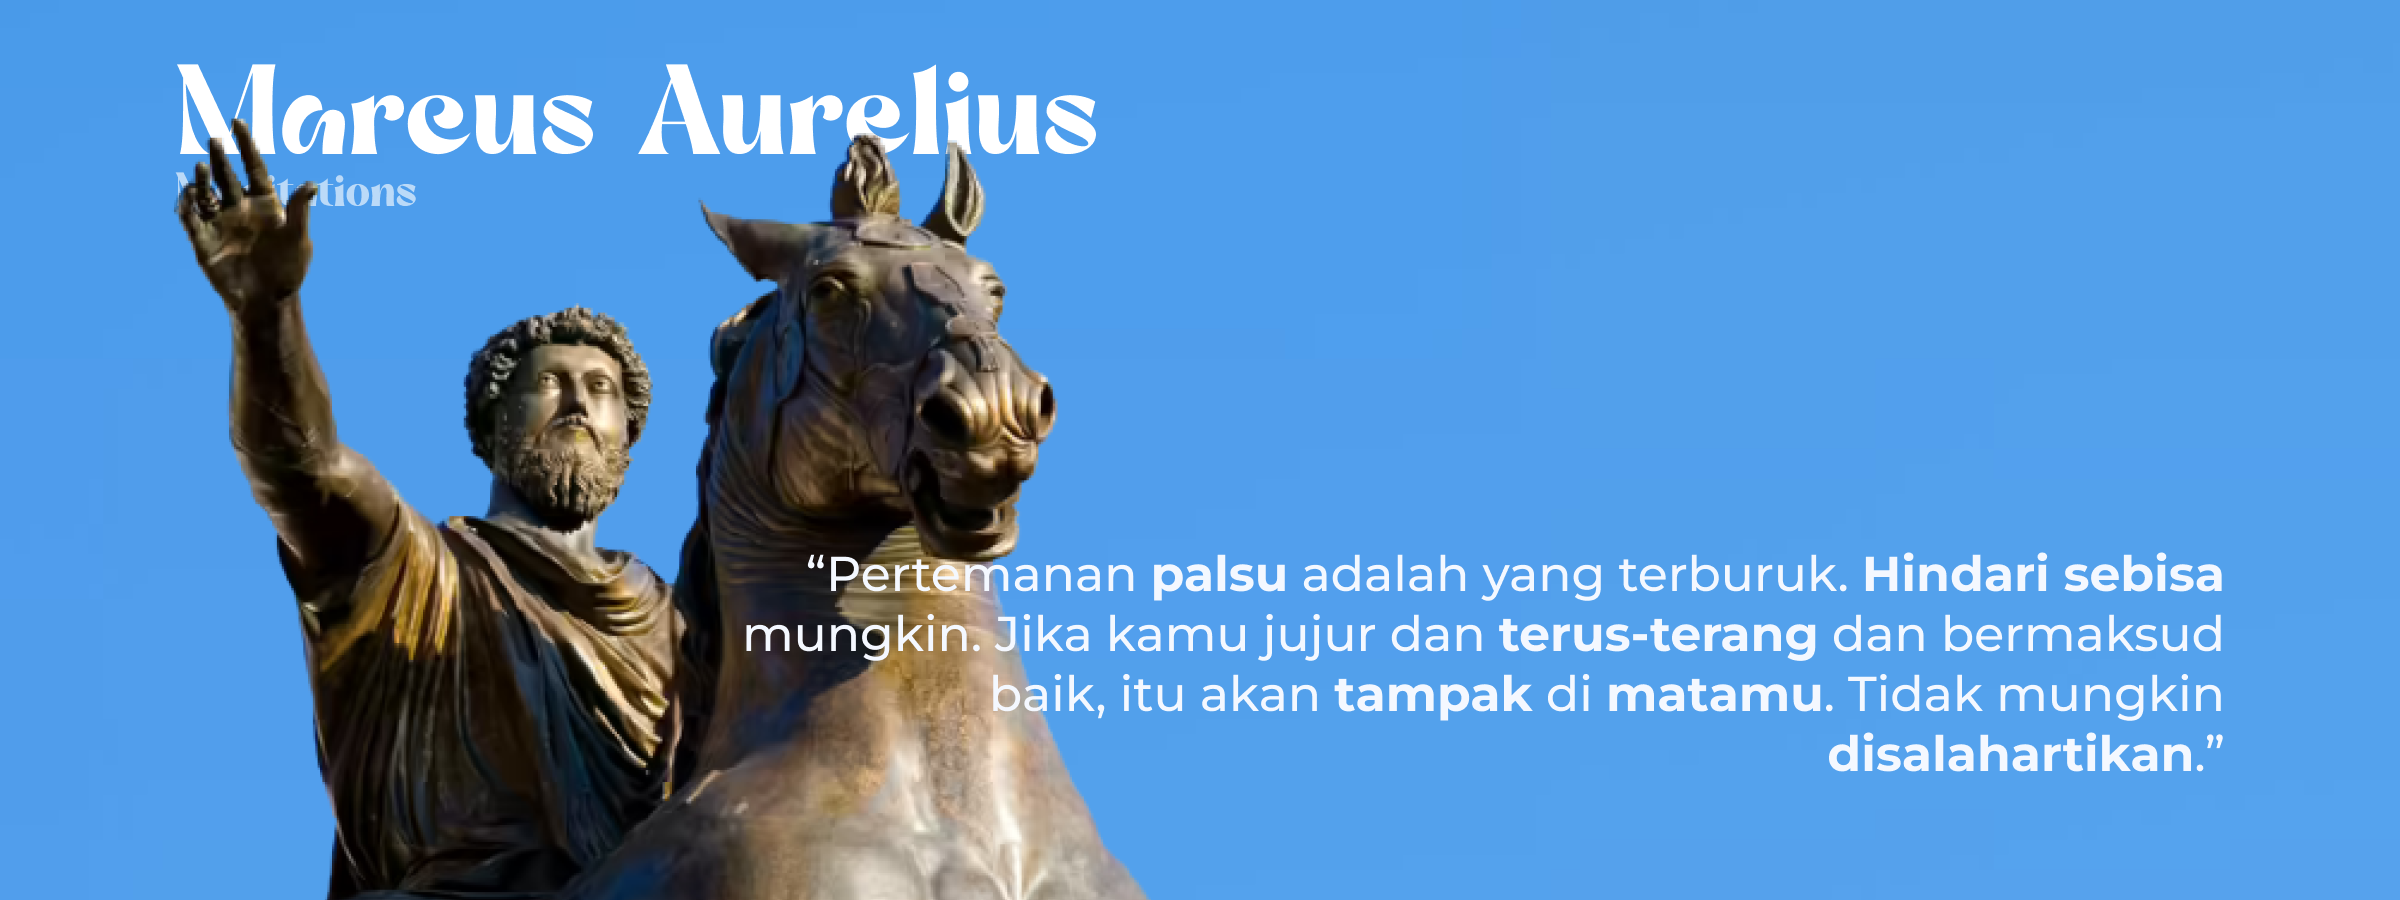 Marcus Aurelius
Meditations
“Pertemanan palsu adalah yang terburuk. Hindari sebisa
mungkin. Jika kamu jujur dan terus-terang dan bermaksud
baik, itu akan tampak di matamu. Tidak mungkin
disalahartikan.”